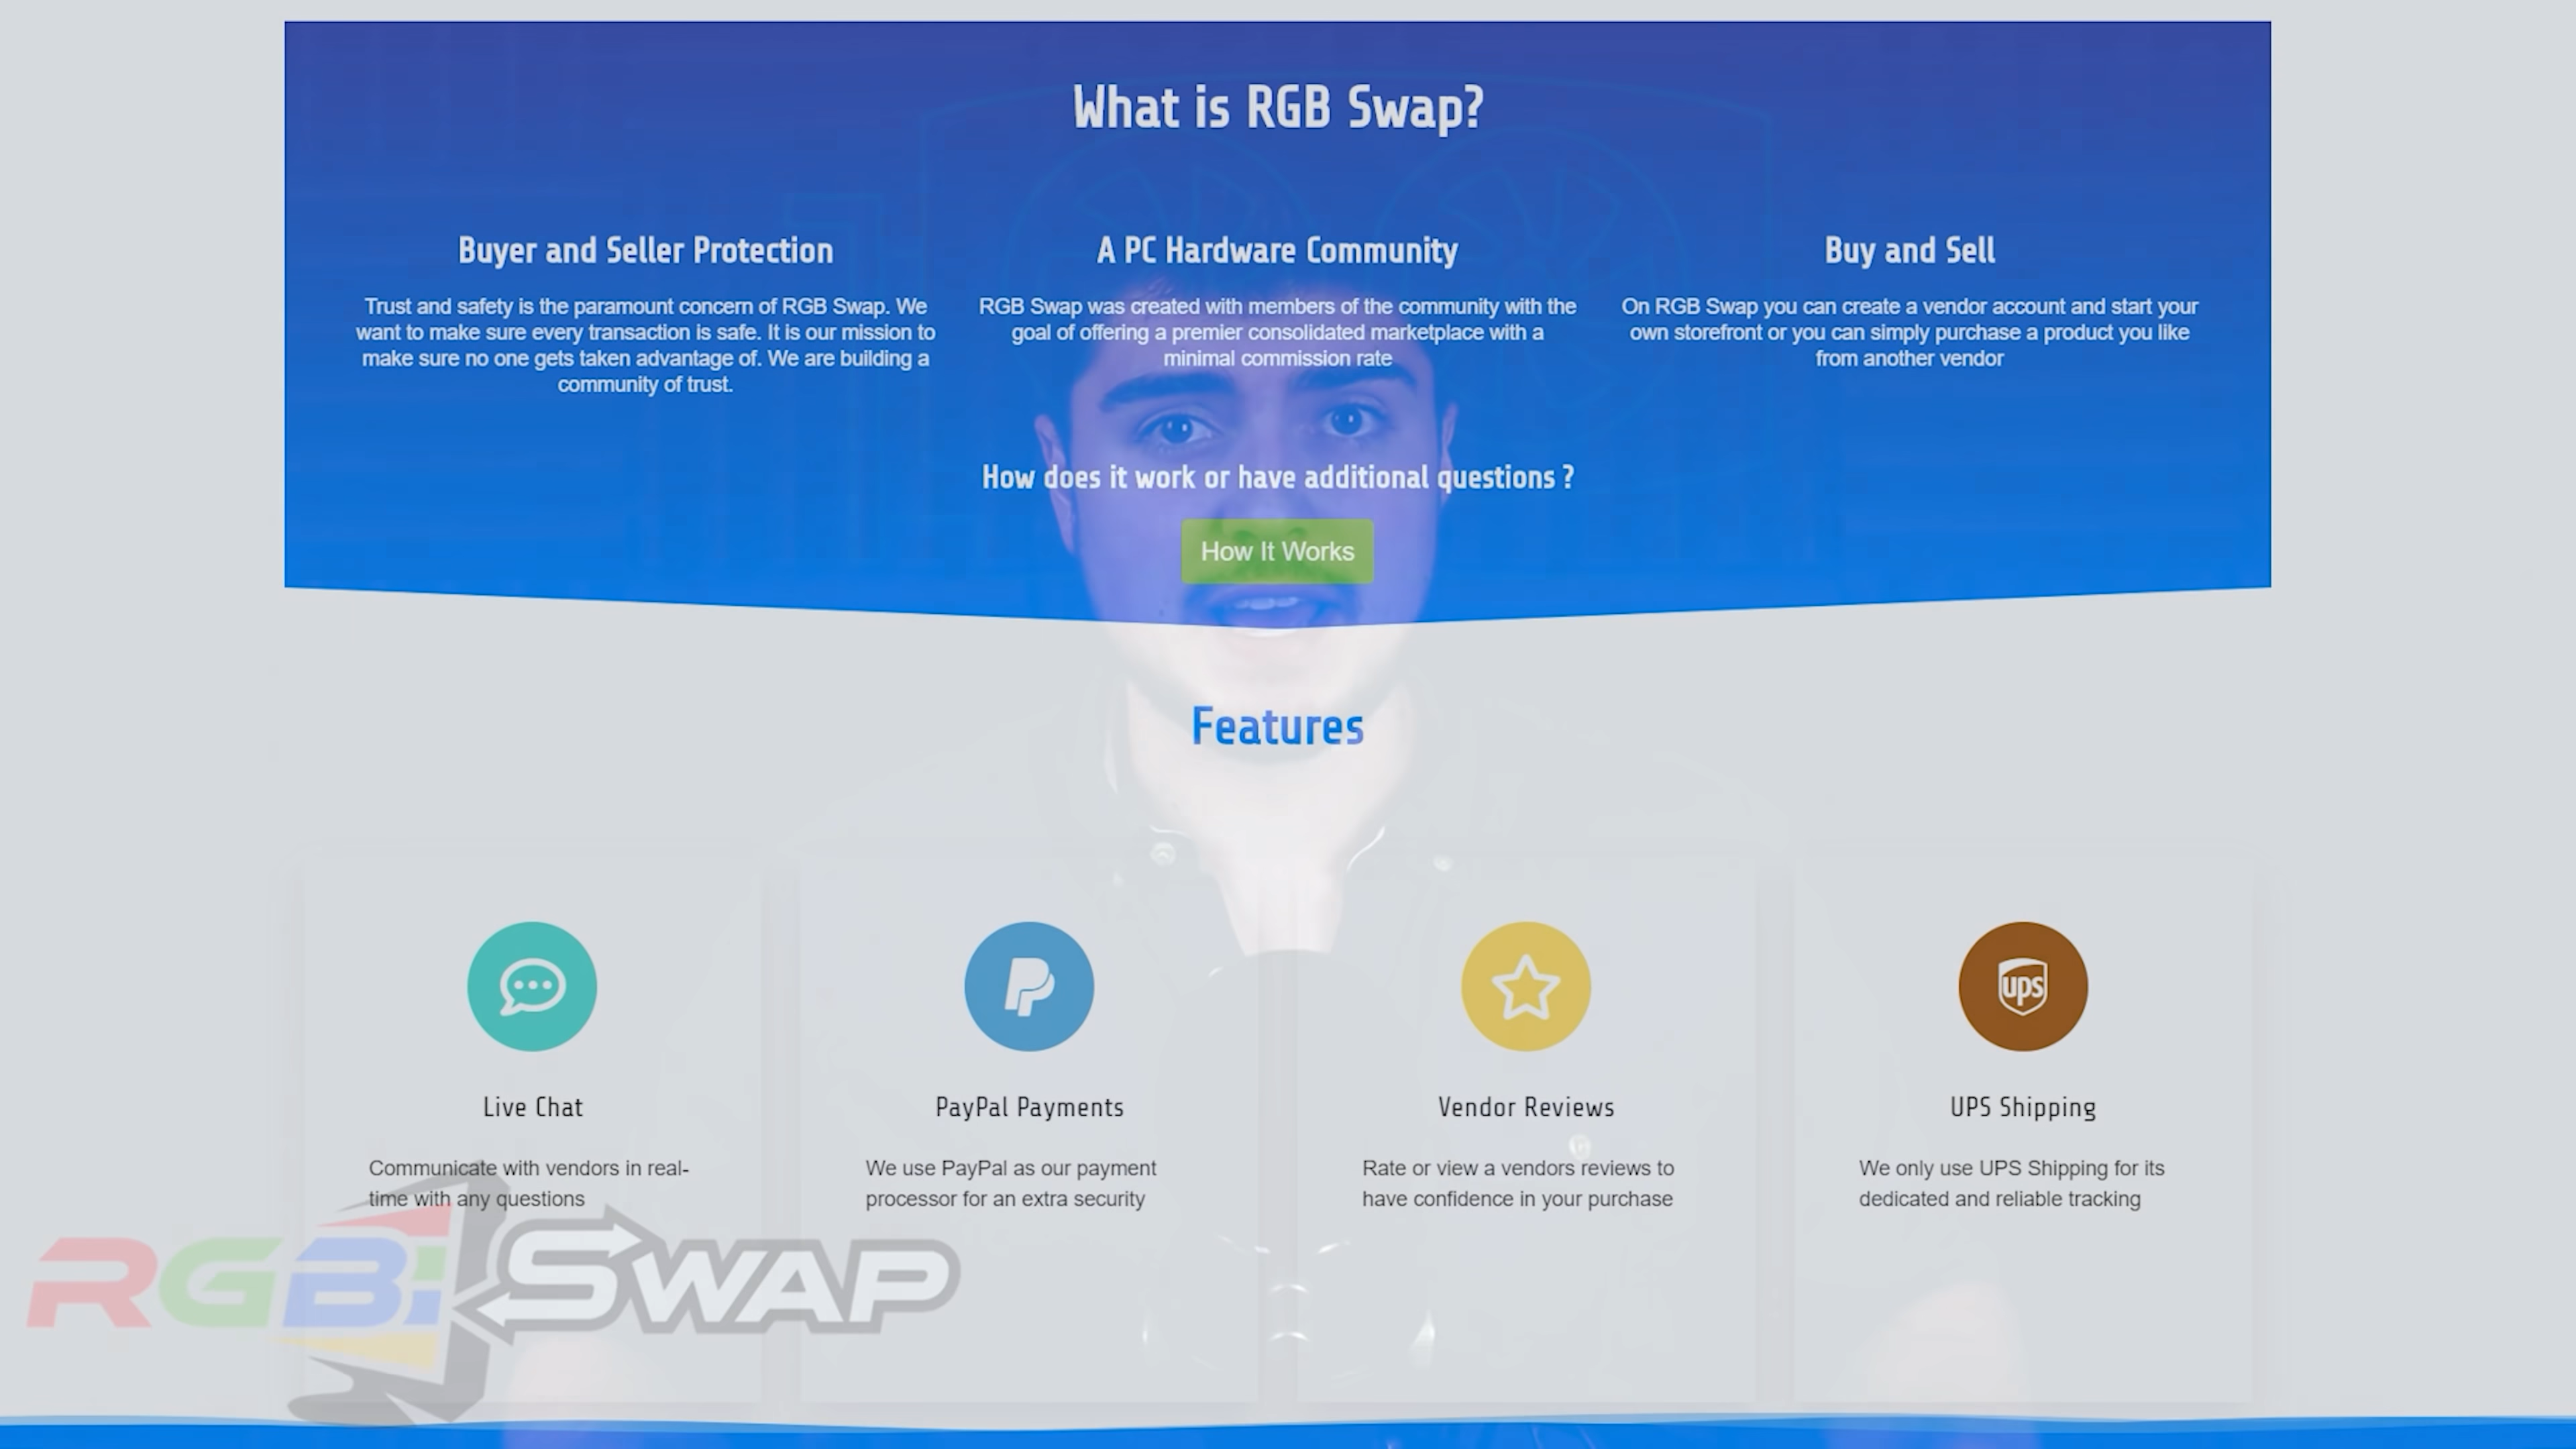 What is RGB Swap?
Buyer and Seller Protection
Trust and safety is the paramount concern of RGB Swap. We
want to make sure every transaction is safe. It is our mission to
make sure no one gets taken advantage of. We are building a
community of trust.
A PC Hardware Community
RGB Swap was created with members of the community with the
goal of offering a premier consolidated marketplace with a
minimal commission rate
Buy and Sell
On RGB Swap you can create a vendor account and start your
own storefront or you can simply purchase a product you like
from another vendor
How does it work or have additional questions ?
How It Works
Features
ups
Live Chat
Communicate with vendors in real-
time with any questions
PayPal Payments
We use PayPal as our payment
processor for an extra security
Vendor Reviews
Rate or view a vendors reviews to
have confidence in your purchase
UPS Shipping
We only use UPS Shipping for its
dedicated and reliable tracking
RGB SWAP